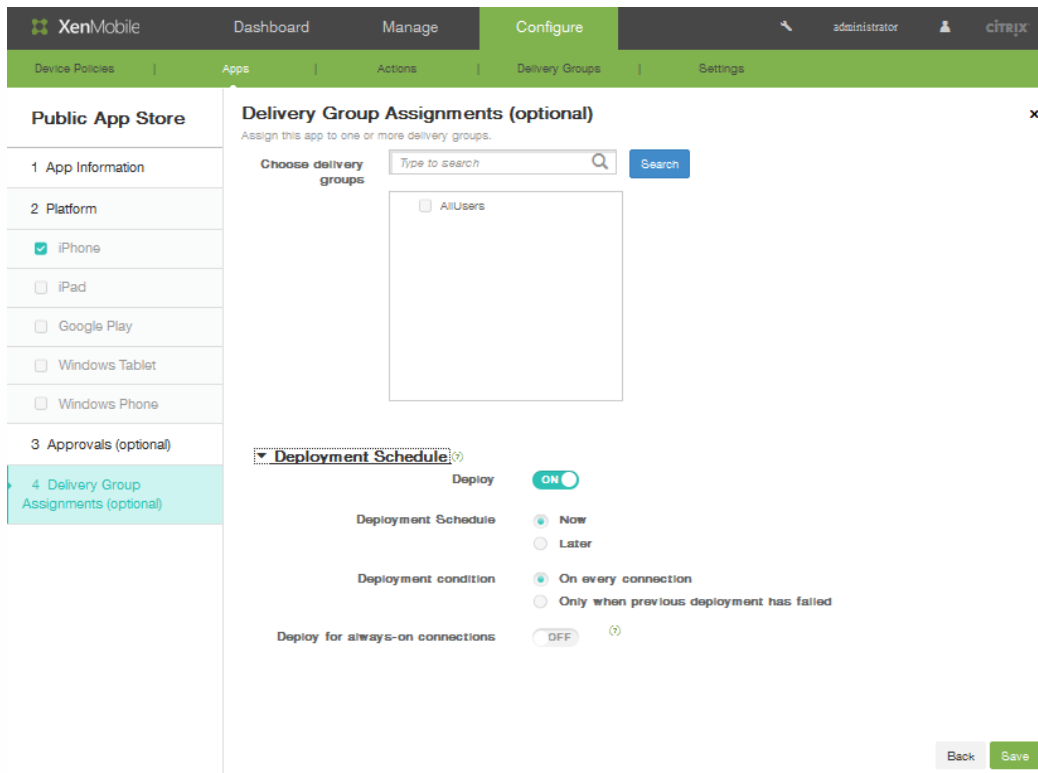 XenMobile Dashboard Manage Configure administrator CITRIX
Device Policies | Apps | Actions | Delivery Groups | Settings
Public App Store
1 App Information
2 Platform
iPhone
iPad
Google Play
Windows Tablet
Windows Phone
3 Approvals (optional)
4 Delivery Group
Assignments (optional)
Delivery Group Assignments (optional)
Assign this app to one or more delivery groups.
Choose delivery
groups
Type to search
Search
AllUsers
Deployment Schedule (?)
Deploy ON
Deployment Schedule Now
Later
Deployment condition On every connection
Only when previous deployment has failed
Deploy for always-on connections OFF (?)
Back Save